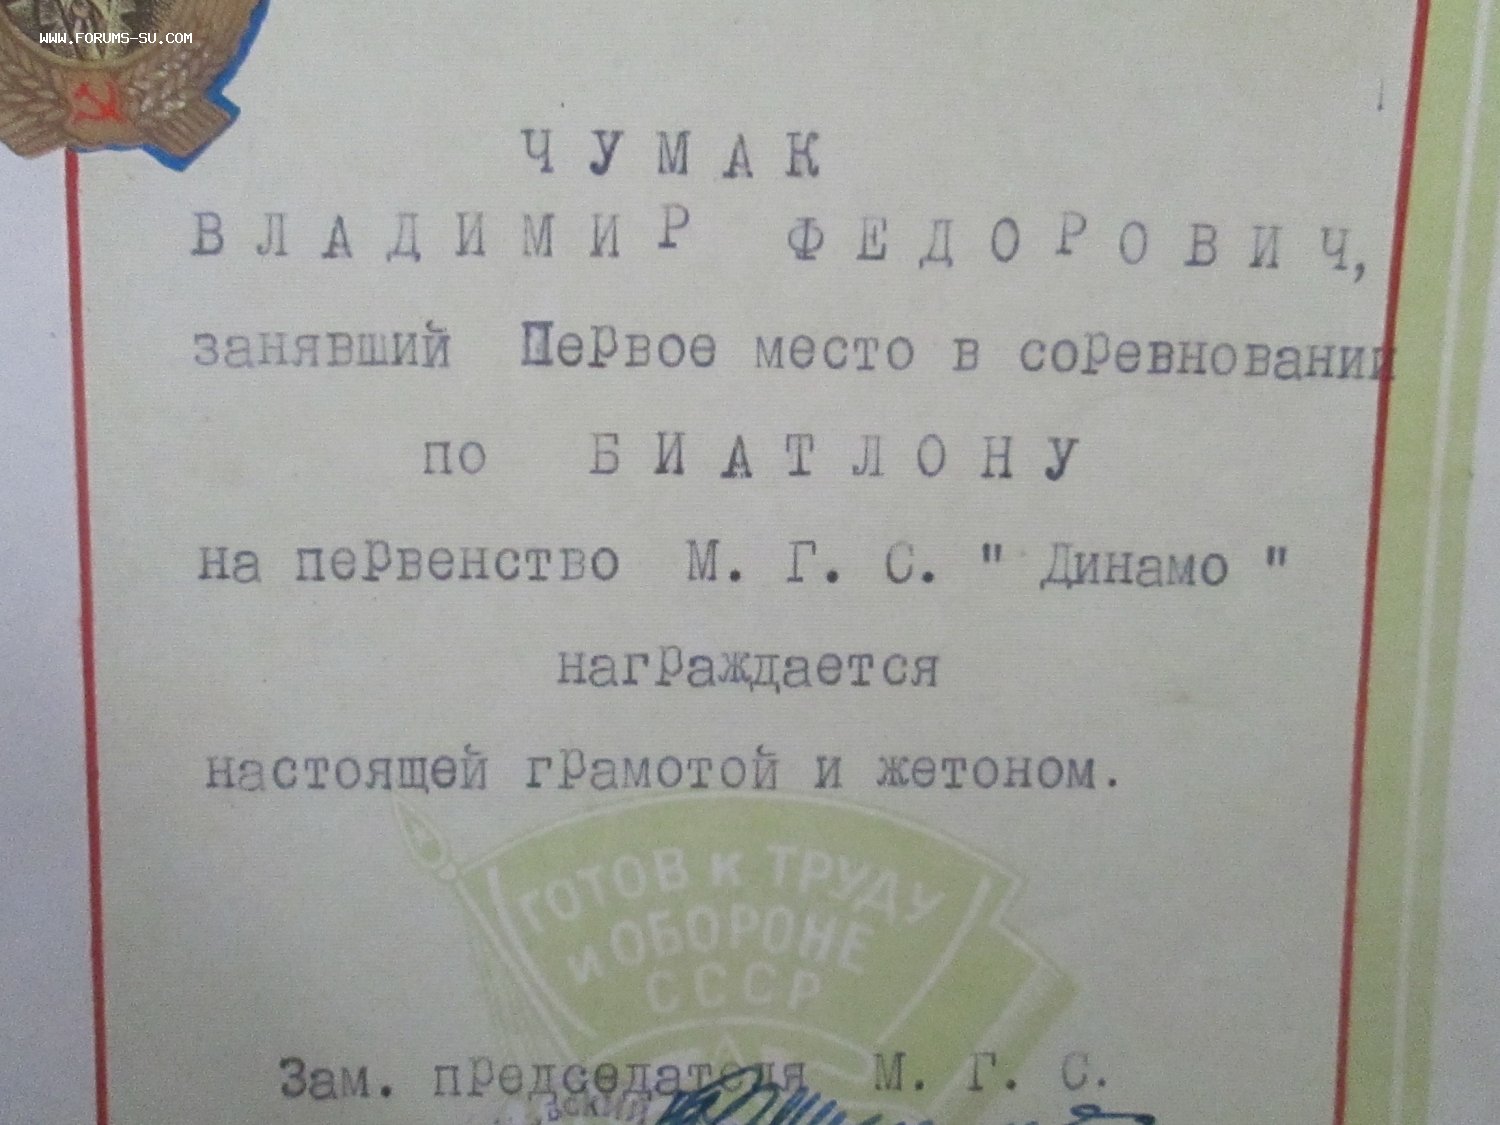 WWW.FORUMS-SU.COM
ЧУМАК
ВЛАДИМИР ФЕДОРОВИЧ,
занявший Первое место в соревновании
по БИАТЛОНУ
на первенство М. Г. С. " Динамо "
награждается
настоящей грамотой и жетоном.
ГОТОВ К ТРУДУ
И ОБОРОНЕ
СССР
Зам. председателя М. Г. С.